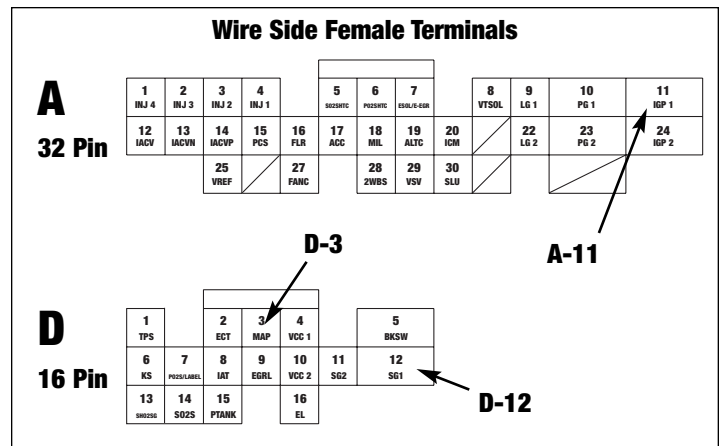 Wire Side Female Terminals
A
32 Pin
1 2 3 4 5 6 7 8 9 10 11
INJ 4 INJ 3 INJ 2 INJ 1 SO2SHTC PO2SHTC ESOL/E-EGR VTSOL LG 1 PG 1 IGP 1
12 13 14 15 16 17 18 19 20 22 23 24
IACV IACVN IACVP PCS FLR ACC MIL ALTC ICM LG 2 PG 2 IGP 2
25 27 28 29 30
VREF FANC 2WBS VSV SLU
D-3
A-11
D
16 Pin
1 2 3 4 5
TPS ECT MAP VCC 1 BKSW
6 7 8 9 10 11 12
KS PO2S/LABEL IAT EGRL VCC 2 SG2 SG1
D-12
13 14 15 16
SHO2SG SO2S PTANK EL